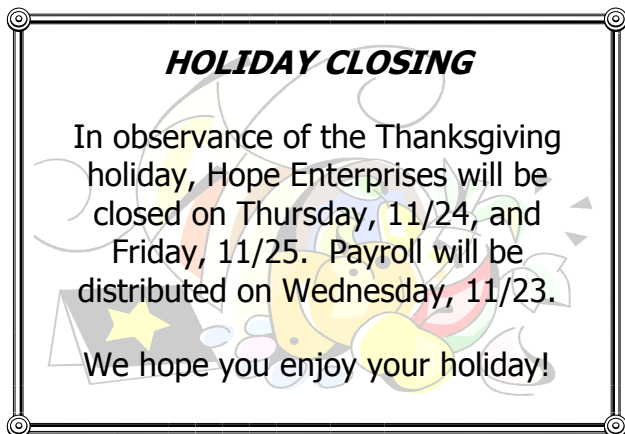 HOLIDAY CLOSING
In observance of the Thanksgiving
holiday, Hope Enterprises will be
closed on Thursday, 11/24, and
Friday, 11/25.  Payroll will be
distributed on Wednesday, 11/23.
We hope you enjoy your holiday!